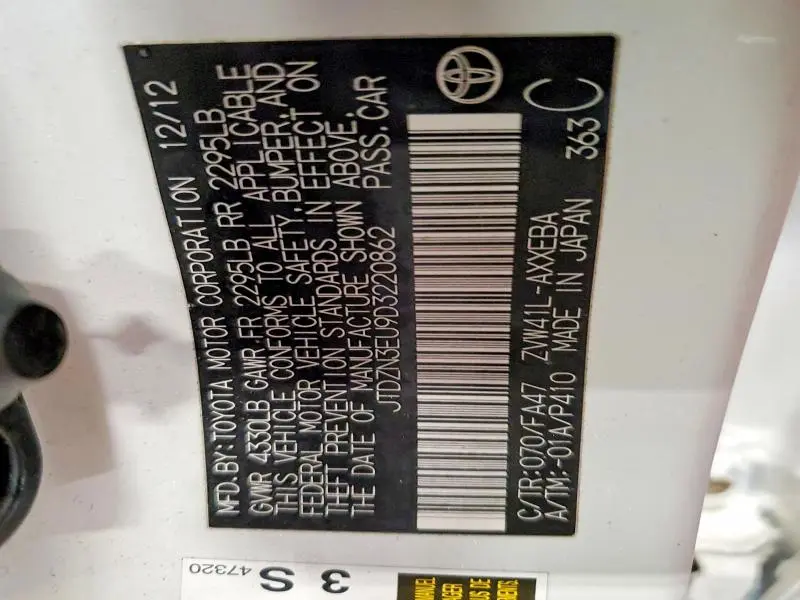 MFD. BY: TOYOTA MOTOR CORPORATION 12/12
GVWR 4330LB GAWR FR 2295LB RR 2295LB
THIS VEHICLE CONFORMS TO ALL APPLICABLE
FEDERAL MOTOR VEHICLE SAFETY, BUMPER, AND
THEFT PREVENTION STANDARDS IN EFFECT ON
THE DATE OF MANUFACTURE SHOWN ABOVE.
JTDZN3EU9D3220862 PASS. CAR
C/TR:070/FA47 ZVW41L-AXXEBA
A/TM:-01A/P410 MADE IN JAPAN 363 C
47320
3 S